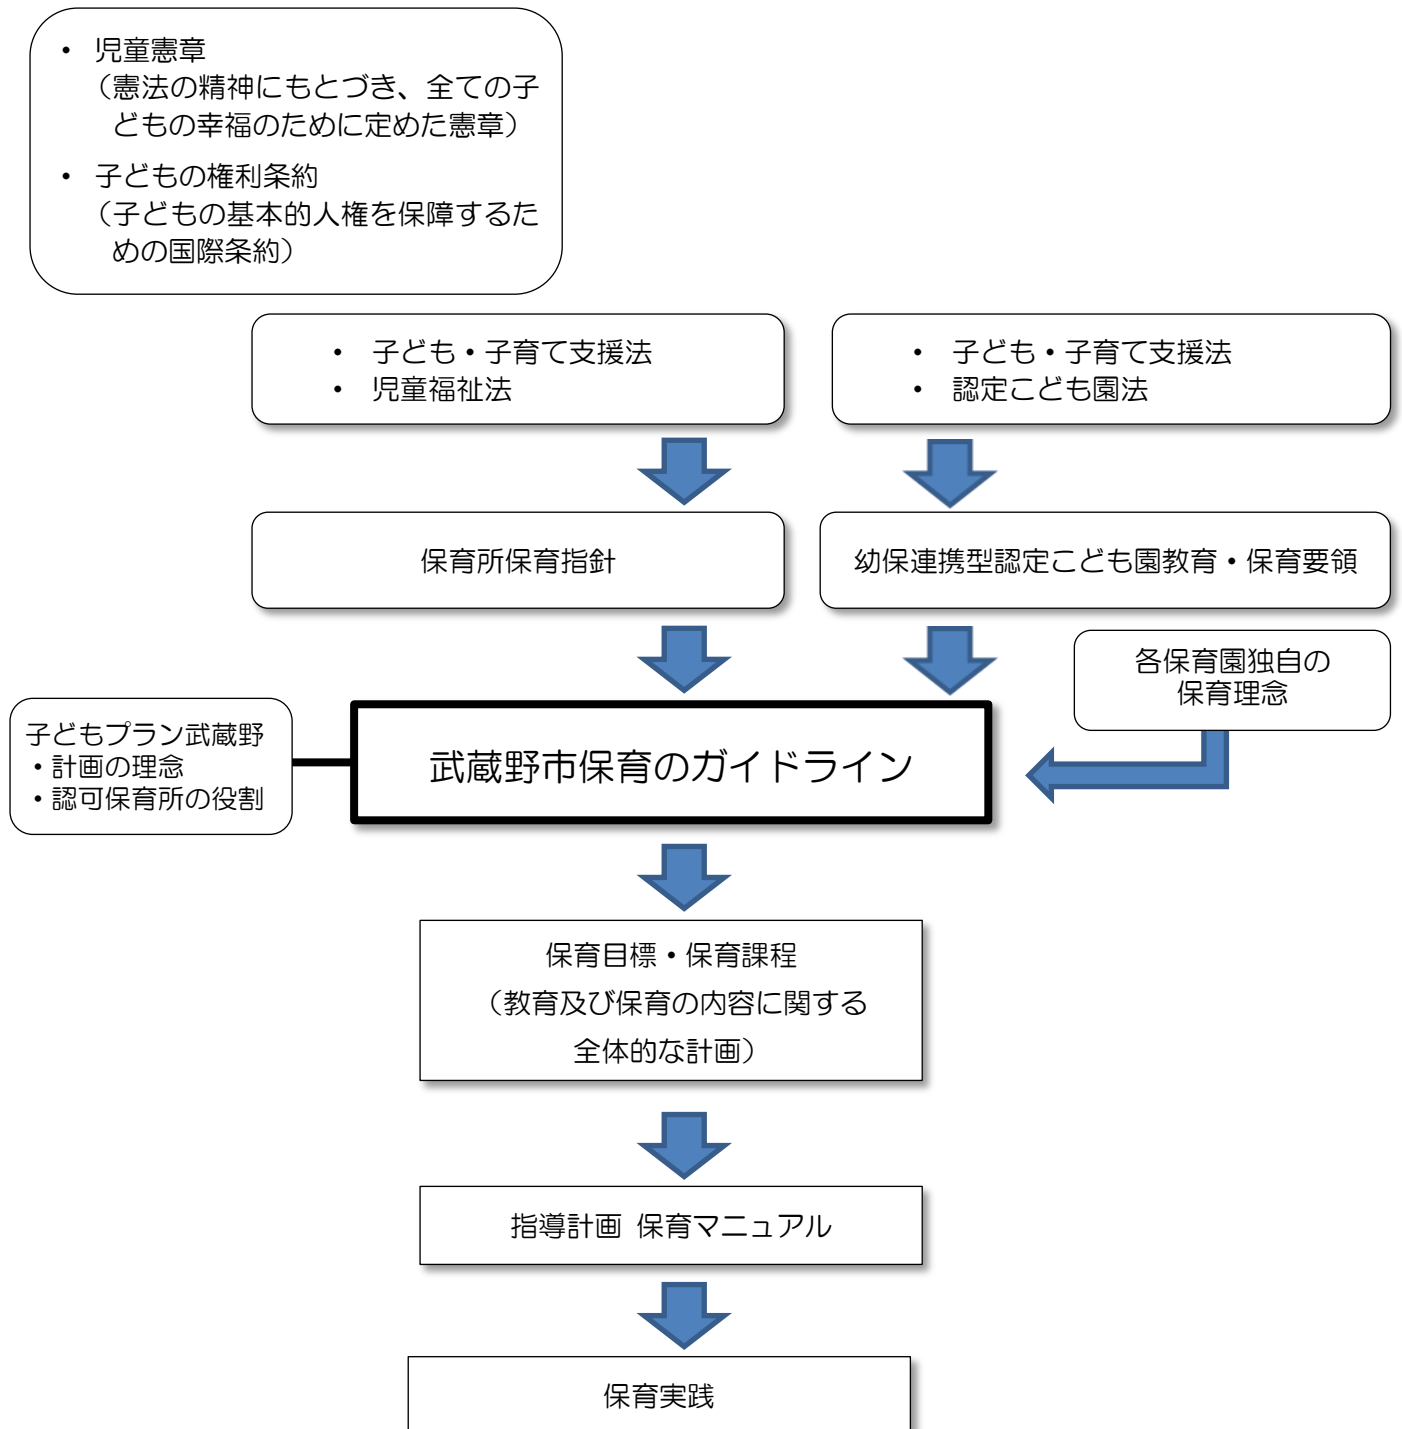 ・ 児童憲章
（憲法の精神にもとづき、全ての子
どもの幸福のために定めた憲章）
・ 子どもの権利条約
（子どもの基本的人権を保障するた
めの国際条約）
・ 子ども・子育て支援法
・ 児童福祉法
・ 子ども・子育て支援法
・ 認定こども園法
保育所保育指針
幼保連携型認定こども園教育・保育要領
各保育園独自の
保育理念
子どもプラン武蔵野
・計画の理念
・認可保育所の役割
武蔵野市保育のガイドライン
保育目標・保育課程
（教育及び保育の内容に関する
全体的な計画）
指導計画 保育マニュアル
保育実践